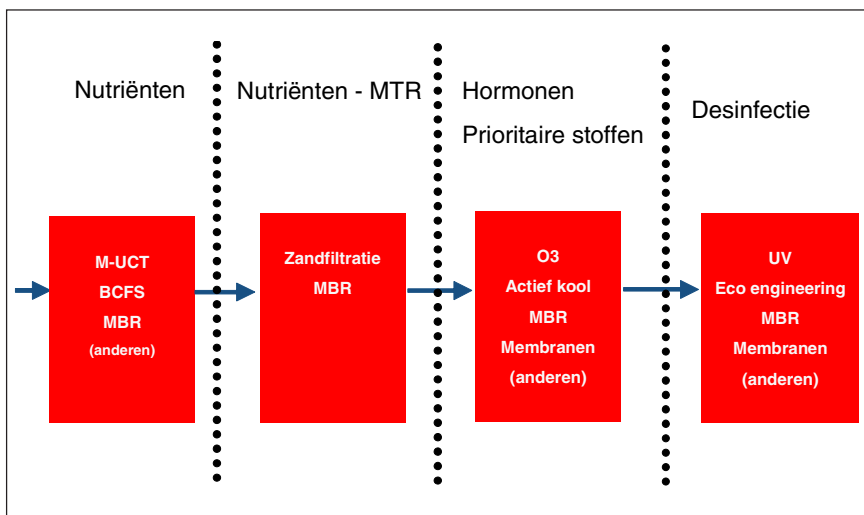 Nutriënten
Nutriënten - MTR
Hormonen
Prioritaire stoffen
Desinfectie
M-UCT
BCFS
MBR
(anderen)
Zandfiltratie
MBR
O3
Actief kool
MBR
Membranen
(anderen)
UV
Eco engineering
MBR
Membranen
(anderen)